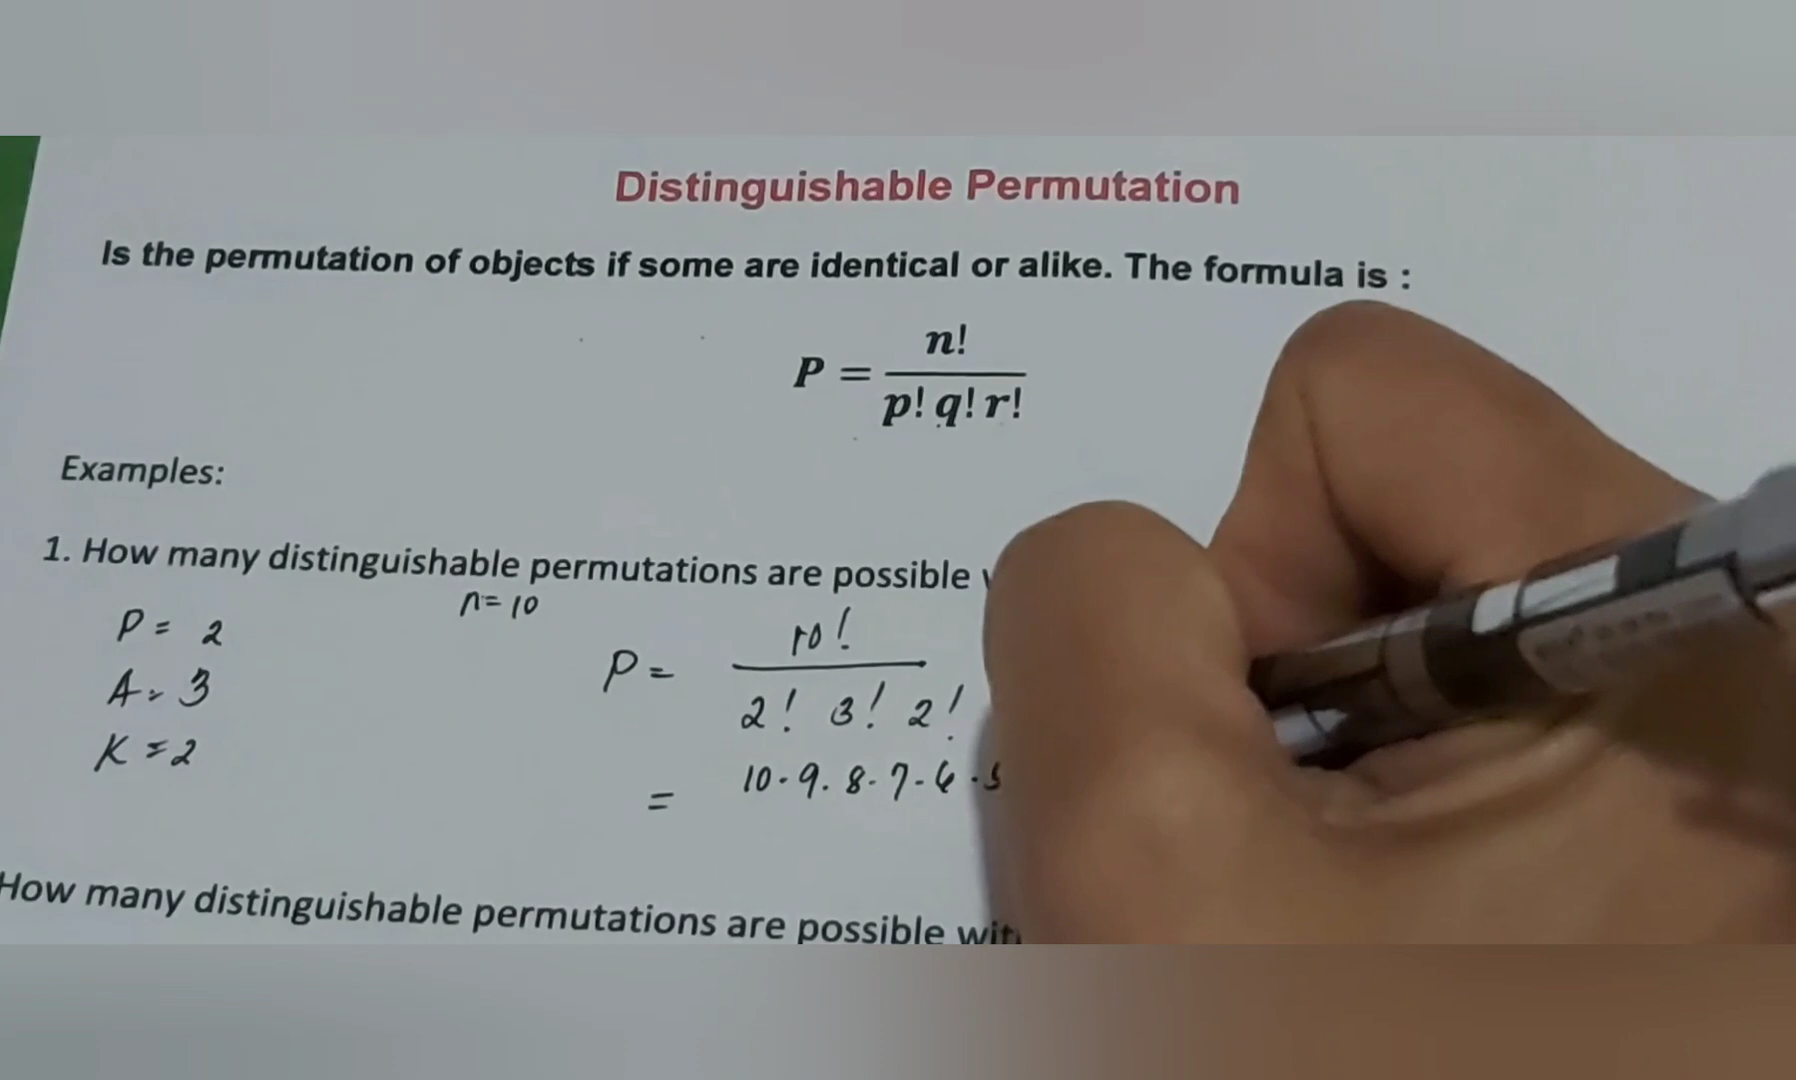 Distinguishable Permutation
Is the permutation of objects if some are identical or alike. The formula is :
P = n! / p! q! r!
Examples:
1. How many distinguishable permutations are possible
n = 10
P = 2
A = 3
K = 2
P = 10! / 2! 3! 2!
= 10 · 9 · 8 · 7 · 6 · 5
How many distinguishable permutations are possible